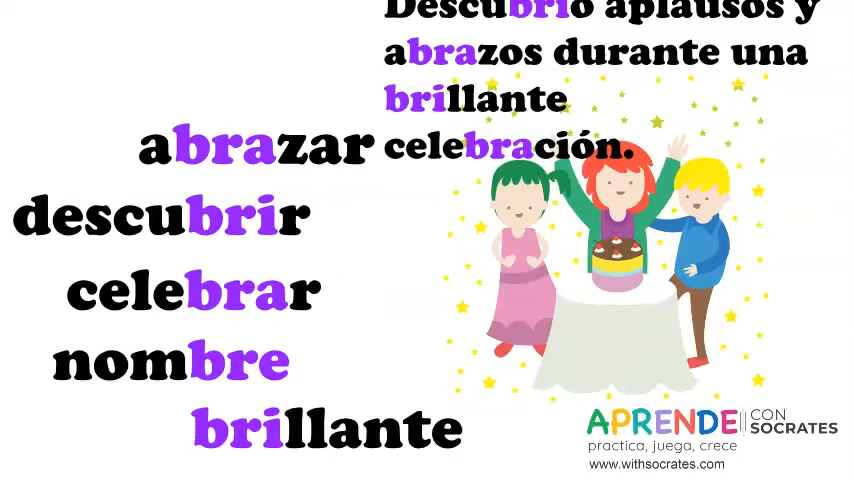 Descubrió aplausos y
abrazos durante una
brillante
celebración.
abrazar
descubrir
celebrar
nombre
brillante
APRENDE CON
SOCRATES
practica, juega, crece
www.withsocrates.com